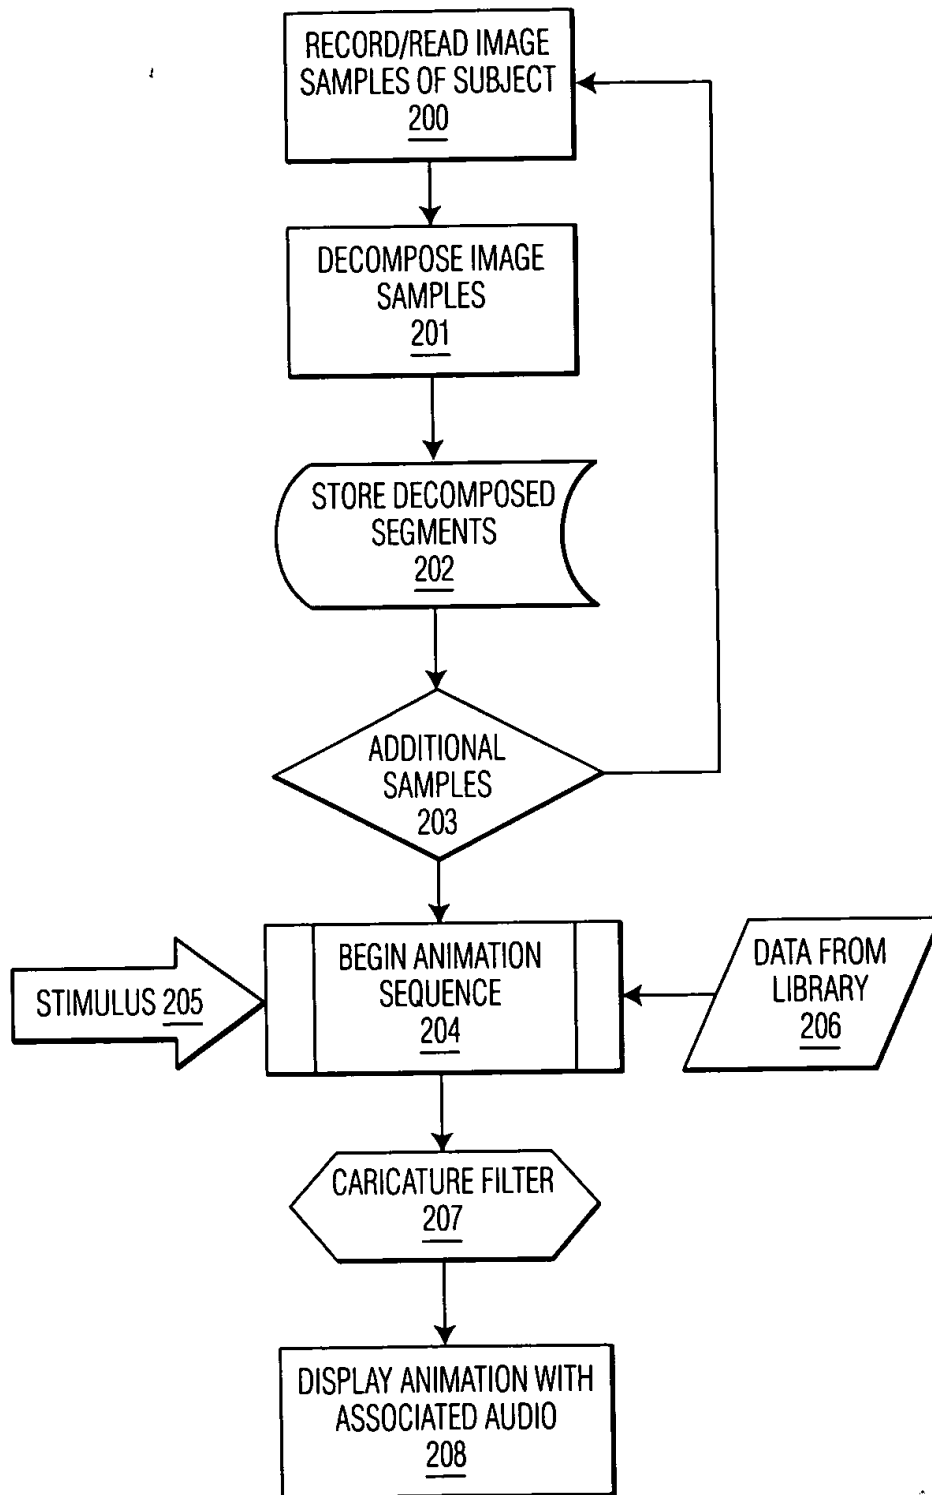 RECORD/READ IMAGE
SAMPLES OF SUBJECT
200
DECOMPOSE IMAGE
SAMPLES
201
STORE DECOMPOSED
SEGMENTS
202
ADDITIONAL
SAMPLES
203
STIMULUS 205
BEGIN ANIMATION
SEQUENCE
204
DATA FROM
LIBRARY
206
CARICATURE FILTER
207
DISPLAY ANIMATION WITH
ASSOCIATED AUDIO
208